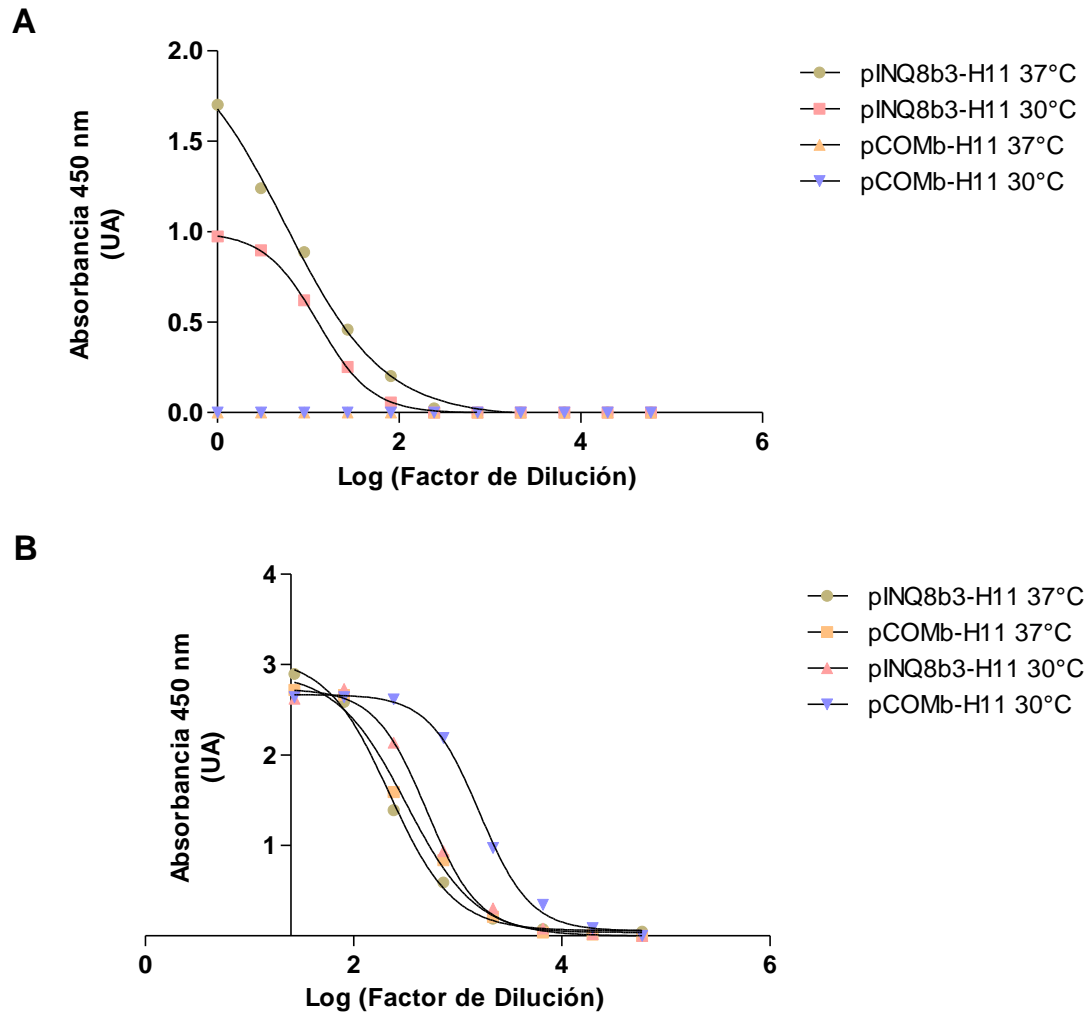 A
2.0
1.5
1.0
0.5
0.0
0
2
4
6
Absorbancia 450 nm
(UA)
Log (Factor de Dilución)
pINQ8b3-H11 37°C
pINQ8b3-H11 30°C
pCOMb-H11 37°C
pCOMb-H11 30°C
B
4
3
2
1
0
2
4
6
Absorbancia 450 nm
(UA)
Log (Factor de Dilución)
pINQ8b3-H11 37°C
pCOMb-H11 37°C
pINQ8b3-H11 30°C
pCOMb-H11 30°C